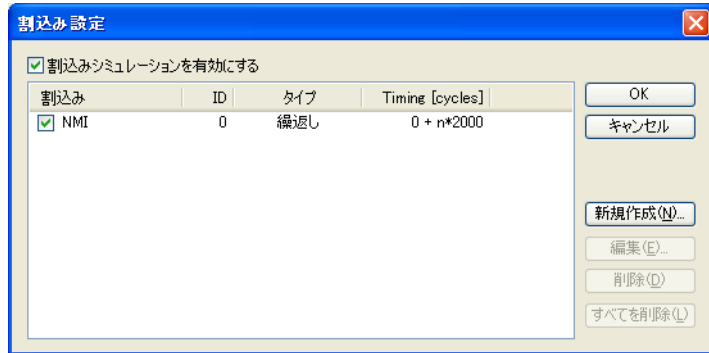 割込み設定
割込みシミュレーションを有効にする
割込み ID タイプ Timing [cycles]
NMI 0 繰返し 0 + n*2000
OK
キャンセル
新規作成(N)...
編集(E)...
削除(D)
すべてを削除(L)